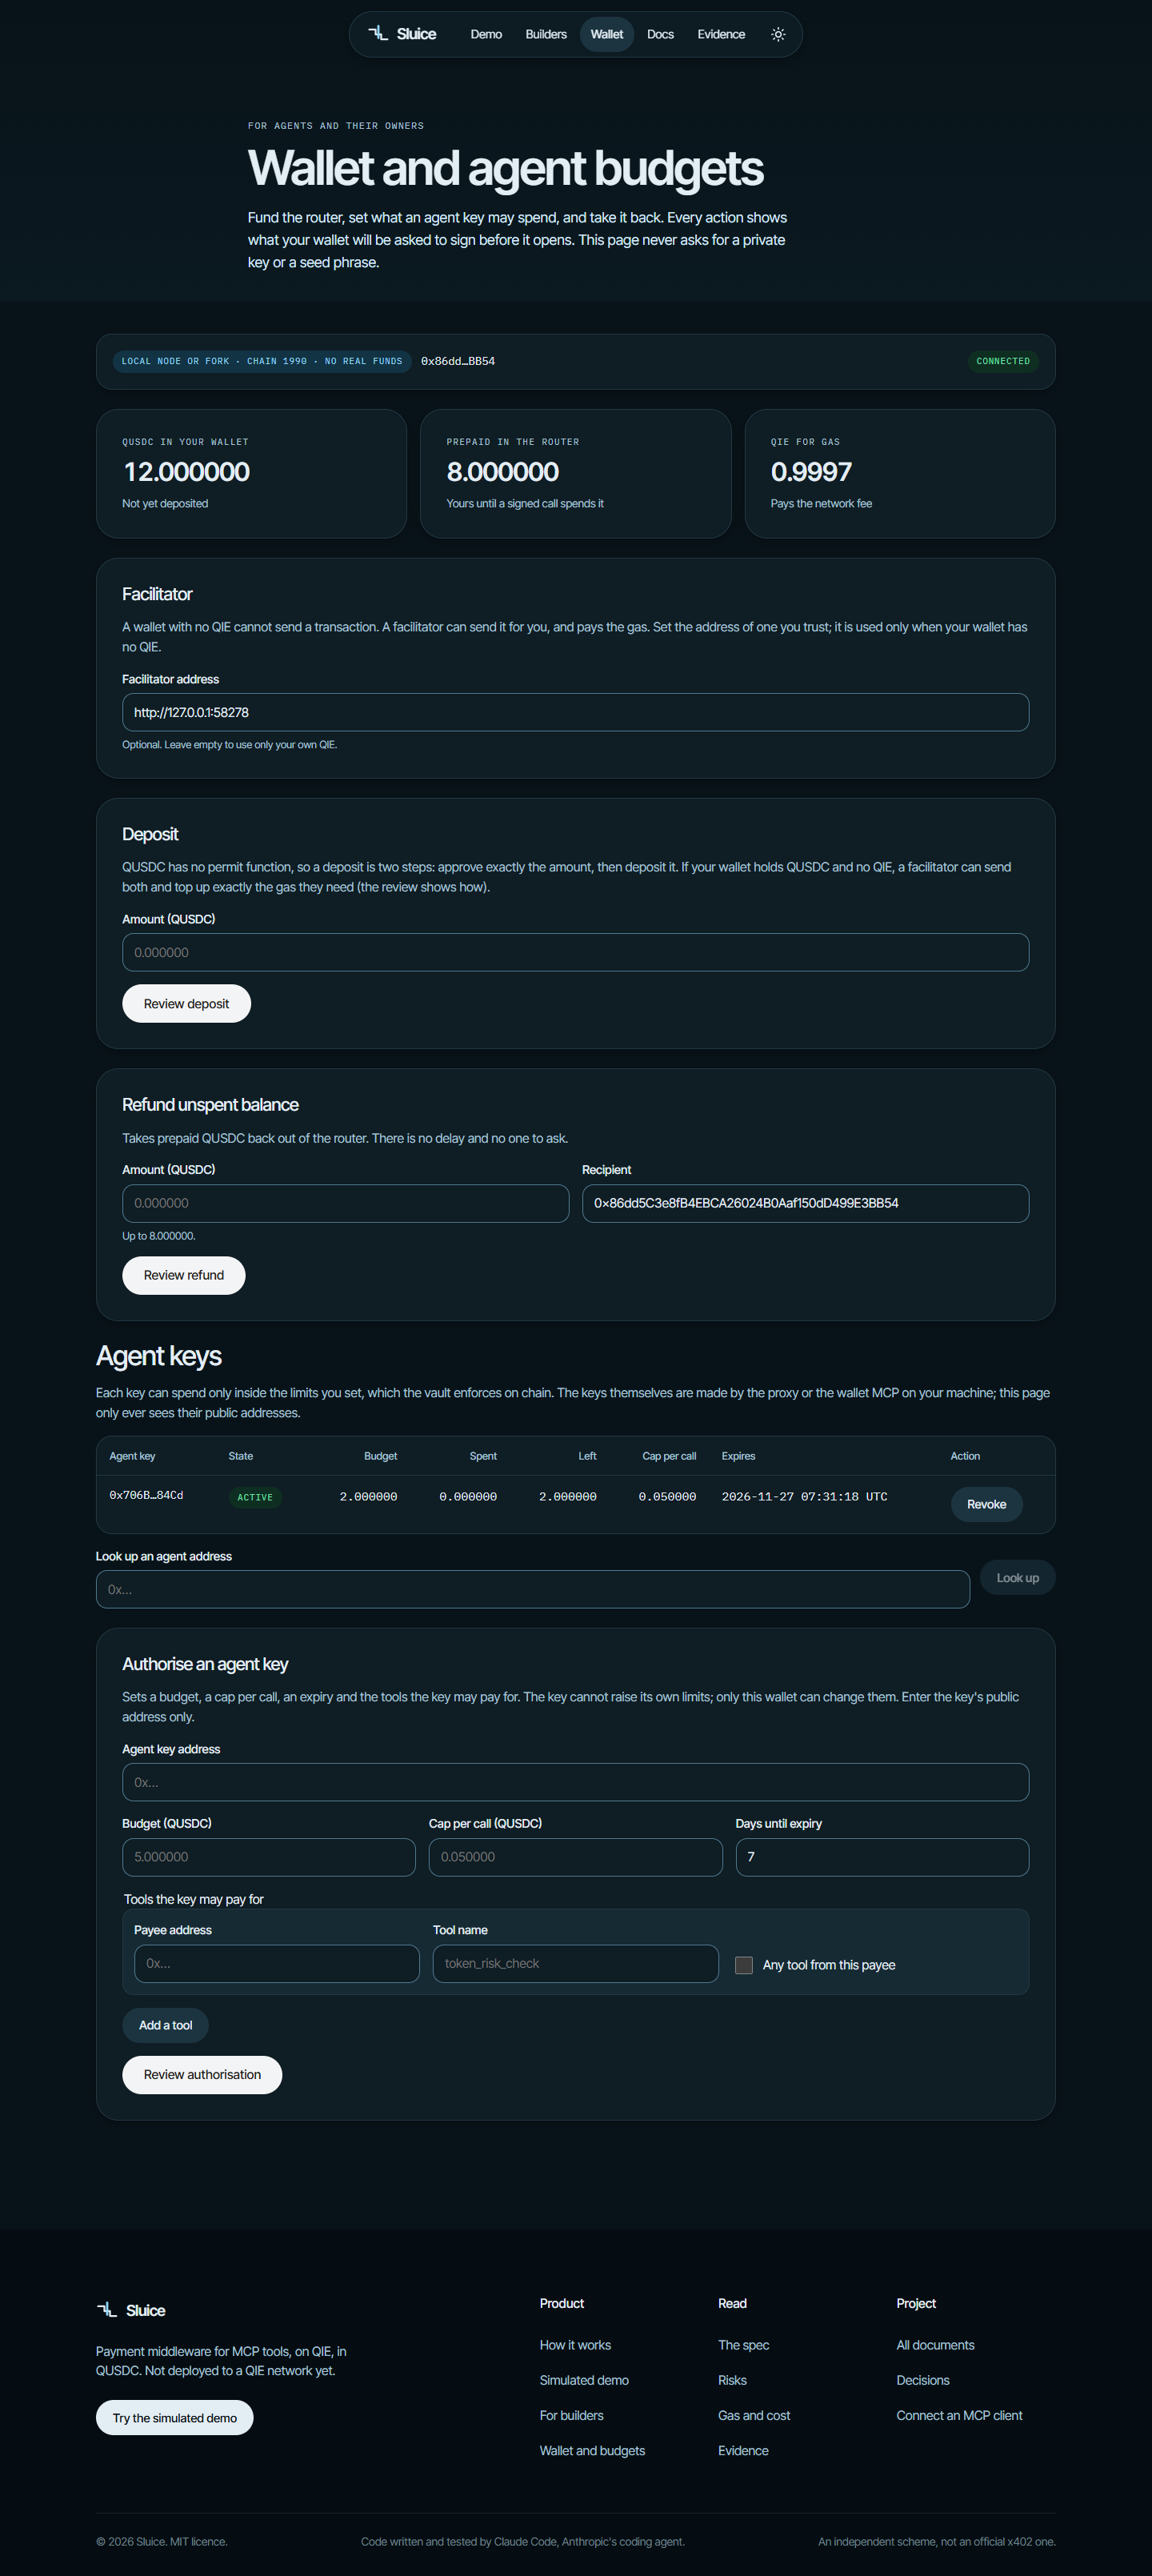 Sluice
Demo
Builders
Wallet
Docs
Evidence
FOR AGENTS AND THEIR OWNERS
Wallet and agent budgets
Fund the router, set what an agent key may spend, and take it back. Every action shows
what your wallet will be asked to sign before it opens. This page never asks for a private
key or a seed phrase.
LOCAL NODE OR FORK · CHAIN 1990 · NO REAL FUNDS
0x86dd…BB54
CONNECTED
QUSDC IN YOUR WALLET
12.000000
Not yet deposited
PREPAID IN THE ROUTER
8.000000
Yours until a signed call spends it
QIE FOR GAS
0.9997
Pays the network fee
Facilitator
A wallet with no QIE cannot send a transaction. A facilitator can send it for you, and pays the gas. Set the address of one you trust; it is used only when your wallet has
no QIE.
Facilitator address
http://127.0.0.1:58278
Optional. Leave empty to use only your own QIE.
Deposit
QUSDC has no permit function, so a deposit is two steps: approve exactly the amount, then deposit it. If your wallet holds QUSDC and no QIE, a facilitator can send
both and top up exactly the gas they need (the review shows how).
Amount (QUSDC)
0.000000
Review deposit
Refund unspent balance
Takes prepaid QUSDC back out of the router. There is no delay and no one to ask.
Amount (QUSDC)
Recipient
0.000000
0x86dd5C3e8fB4EBCA26024B0Aaf150dD499E3BB54
Up to 8.000000.
Review refund
Agent keys
Each key can spend only inside the limits you set, which the vault enforces on chain. The keys themselves are made by the proxy or the wallet MCP on your machine; this page
only ever sees their public addresses.
Agent key
State
Budget
Spent
Left
Cap per call
Expires
Action
0x706B…84Cd
ACTIVE
2.000000
0.000000
2.000000
0.050000
2026-11-27 07:31:18 UTC
Revoke
Look up an agent address
0x…
Look up
Authorise an agent key
Sets a budget, a cap per call, an expiry and the tools the key may pay for. The key cannot raise its own limits; only this wallet can change them. Enter the key's public
address only.
Agent key address
0x…
Budget (QUSDC)
Cap per call (QUSDC)
Days until expiry
5.000000
0.050000
7
Tools the key may pay for
Payee address
Tool name
0x…
token_risk_check
Any tool from this payee
Add a tool
Review authorisation
Sluice
Payment middleware for MCP tools, on QIE, in
QUSDC. Not deployed to a QIE network yet.
Try the simulated demo
Product
How it works
Simulated demo
For builders
Wallet and budgets
Read
The spec
Risks
Gas and cost
Evidence
Project
All documents
Decisions
Connect an MCP client
© 2026 Sluice. MIT licence.
Code written and tested by Claude Code, Anthropic's coding agent.
An independent scheme, not an official x402 one.